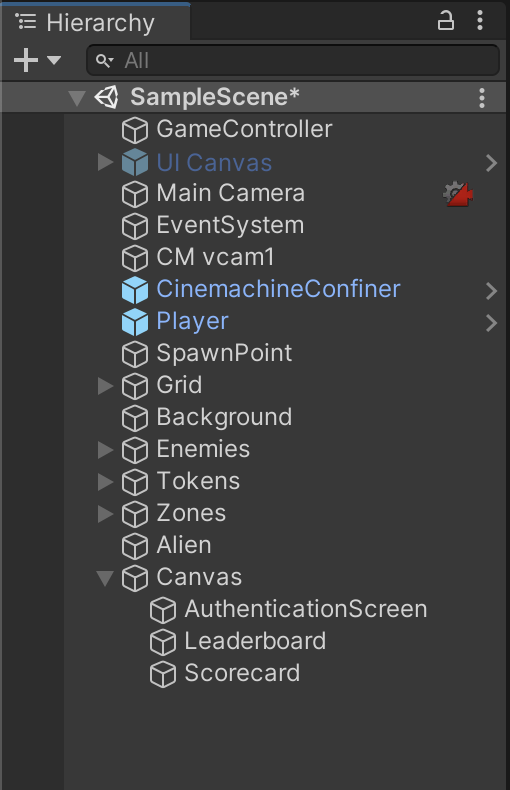 Hierarchy
All
SampleScene*
GameController
UI Canvas
Main Camera
EventSystem
CM vcam1
CinemachineConfiner
Player
SpawnPoint
Grid
Background
Enemies
Tokens
Zones
Alien
Canvas
AuthenticationScreen
Leaderboard
Scorecard